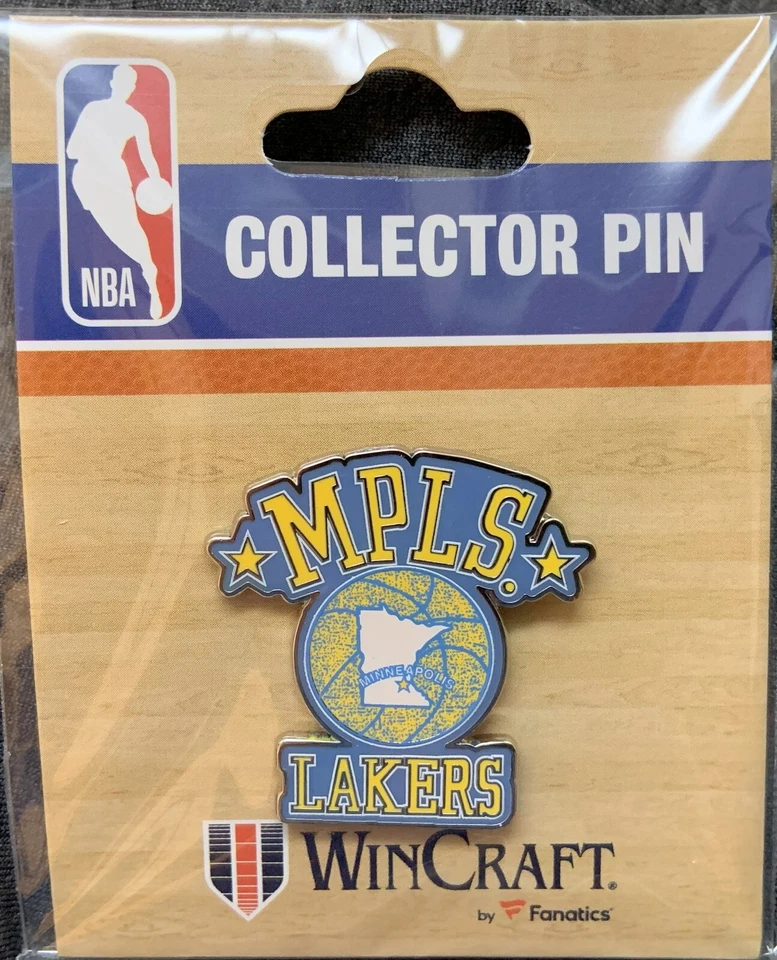 NBA
COLLECTOR PIN
MPLS.
MINNEAPOLIS
LAKERS
WINCRAFT®
by Fanatics